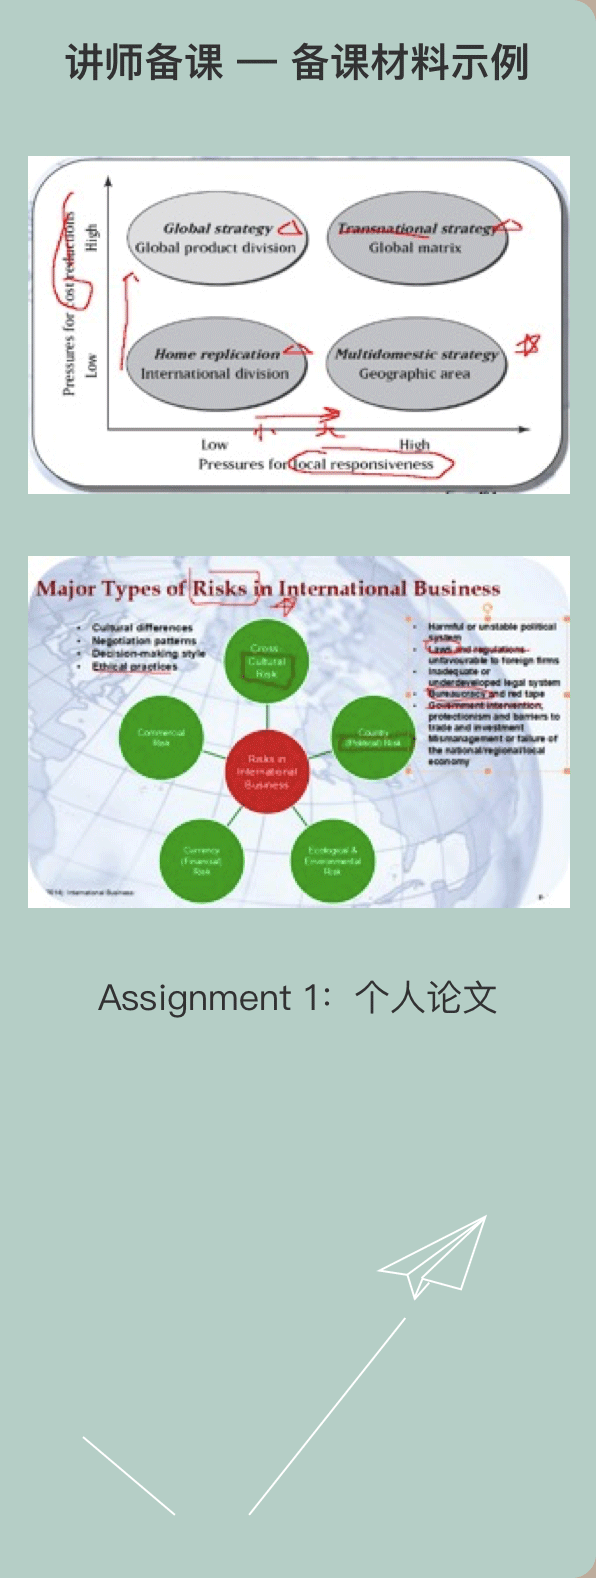 讲师备课 — 备课材料示例
Pressures for cost reductions
High
Low
Global strategy
Global product division
Transnational strategy
Global matrix
Home replication
International division
Multidomestic strategy
Geographic area
小
大
Low
High
Pressures for local responsiveness
Major Types of Risks in International Business
• Cultural differences
• Negotiation patterns
• Decision-making style
• Ethical practices
Cross-
Cultural
Risk
• Harmful or unstable political
system
• Laws and regulations
unfavourable to foreign firms
• Inadequate or
underdeveloped legal system
• Bureaucracy and red tape
• Government intervention,
protectionism and barriers to
trade and investment
• Mismanagement or failure of
the national/regional/local
economy
Commercial
Risk
Country
(Political) Risk
Risks in
International
Business
Currency
(Financial)
Risk
Ecological &
Environmental
Risk
International Business
Assignment 1：个人论文